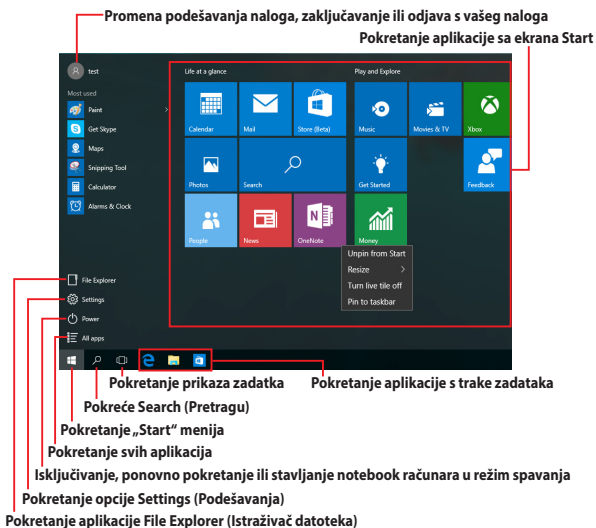 Promena podešavanja naloga, zaključavanje ili odjava s vašeg naloga
Pokretanje aplikacije sa ekrana Start
test
Life at a glance
Play and Explore
Most used
Paint
Get Skype
Maps
Snipping Tool
Calculator
Alarms & Clock
Calendar
Mail
Store (Beta)
Music
Movies & TV
Xbox
Photos
Search
Get Started
Feedback
People
News
OneNote
Money
Unpin from Start
Resize
Turn live tile off
Pin to taskbar
File Explorer
Settings
Power
All apps
Pokretanje prikaza zadatka
Pokretanje aplikacije s trake zadataka
Pokreće Search (Pretragu)
Pokretanje „Start” menija
Pokretanje svih aplikacija
Isključivanje, ponovno pokretanje ili stavljanje notebook računara u režim spavanja
Pokretanje opcije Settings (Podešavanja)
Pokretanje aplikacije File Explorer (Istraživač datoteka)